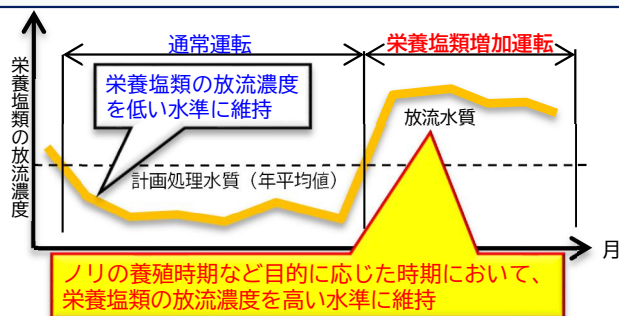 通常運転
栄養塩類増加運転
栄養塩類の放流濃度
栄養塩類の放流濃度
を低い水準に維持
放流水質
計画処理水質（年平均値）
月
ノリの養殖時期など目的に応じた時期において、
栄養塩類の放流濃度を高い水準に維持